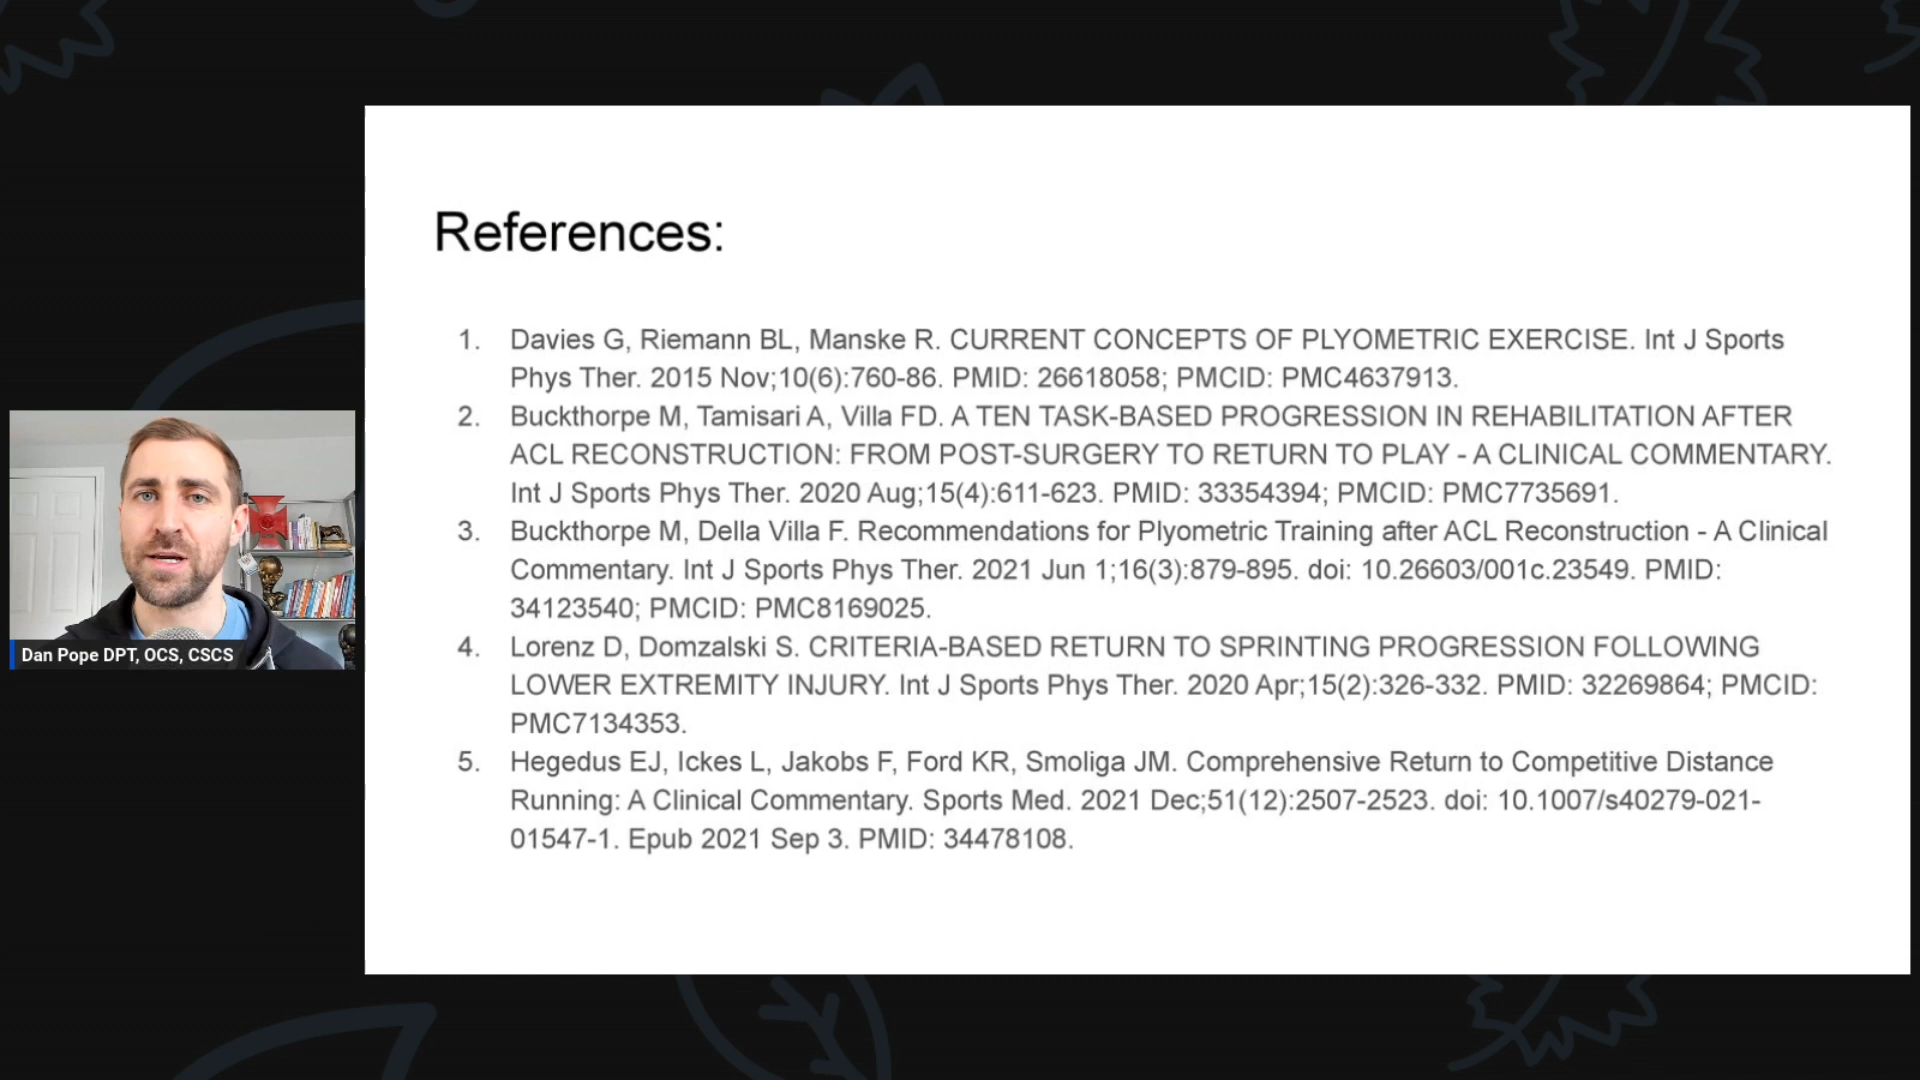 References:
1. Davies G, Riemann BL, Manske R. CURRENT CONCEPTS OF PLYOMETRIC EXERCISE. Int J Sports
Phys Ther. 2015 Nov;10(6):760-86. PMID: 26618058; PMCID: PMC4637913.
2. Buckthorpe M, Tamisari A, Villa FD. A TEN TASK-BASED PROGRESSION IN REHABILITATION AFTER
ACL RECONSTRUCTION: FROM POST-SURGERY TO RETURN TO PLAY - A CLINICAL COMMENTARY.
Int J Sports Phys Ther. 2020 Aug;15(4):611-623. PMID: 33354394; PMCID: PMC7735691.
3. Buckthorpe M, Della Villa F. Recommendations for Plyometric Training after ACL Reconstruction - A Clinical
Commentary. Int J Sports Phys Ther. 2021 Jun 1;16(3):879-895. doi: 10.26603/001c.23549. PMID:
34123540; PMCID: PMC8169025.
4. Lorenz D, Domzalski S. CRITERIA-BASED RETURN TO SPRINTING PROGRESSION FOLLOWING
LOWER EXTREMITY INJURY. Int J Sports Phys Ther. 2020 Apr;15(2):326-332. PMID: 32269864; PMCID:
PMC7134353.
5. Hegedus EJ, Ickes L, Jakobs F, Ford KR, Smoliga JM. Comprehensive Return to Competitive Distance
Running: A Clinical Commentary. Sports Med. 2021 Dec;51(12):2507-2523. doi: 10.1007/s40279-021-
01547-1. Epub 2021 Sep 3. PMID: 34478108.
Dan Pope DPT, OCS, CSCS